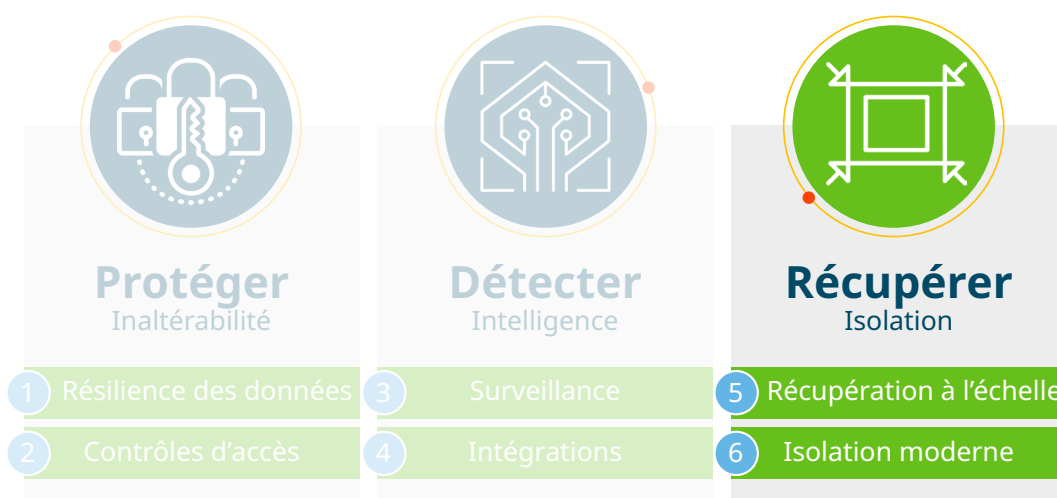 Protéger
Inaltérabilité
1 Résilience des données
2 Contrôles d’accès
Détecter
Intelligence
3 Surveillance
4 Intégrations
Récupérer
Isolation
5 Récupération à l’échelle
6 Isolation moderne